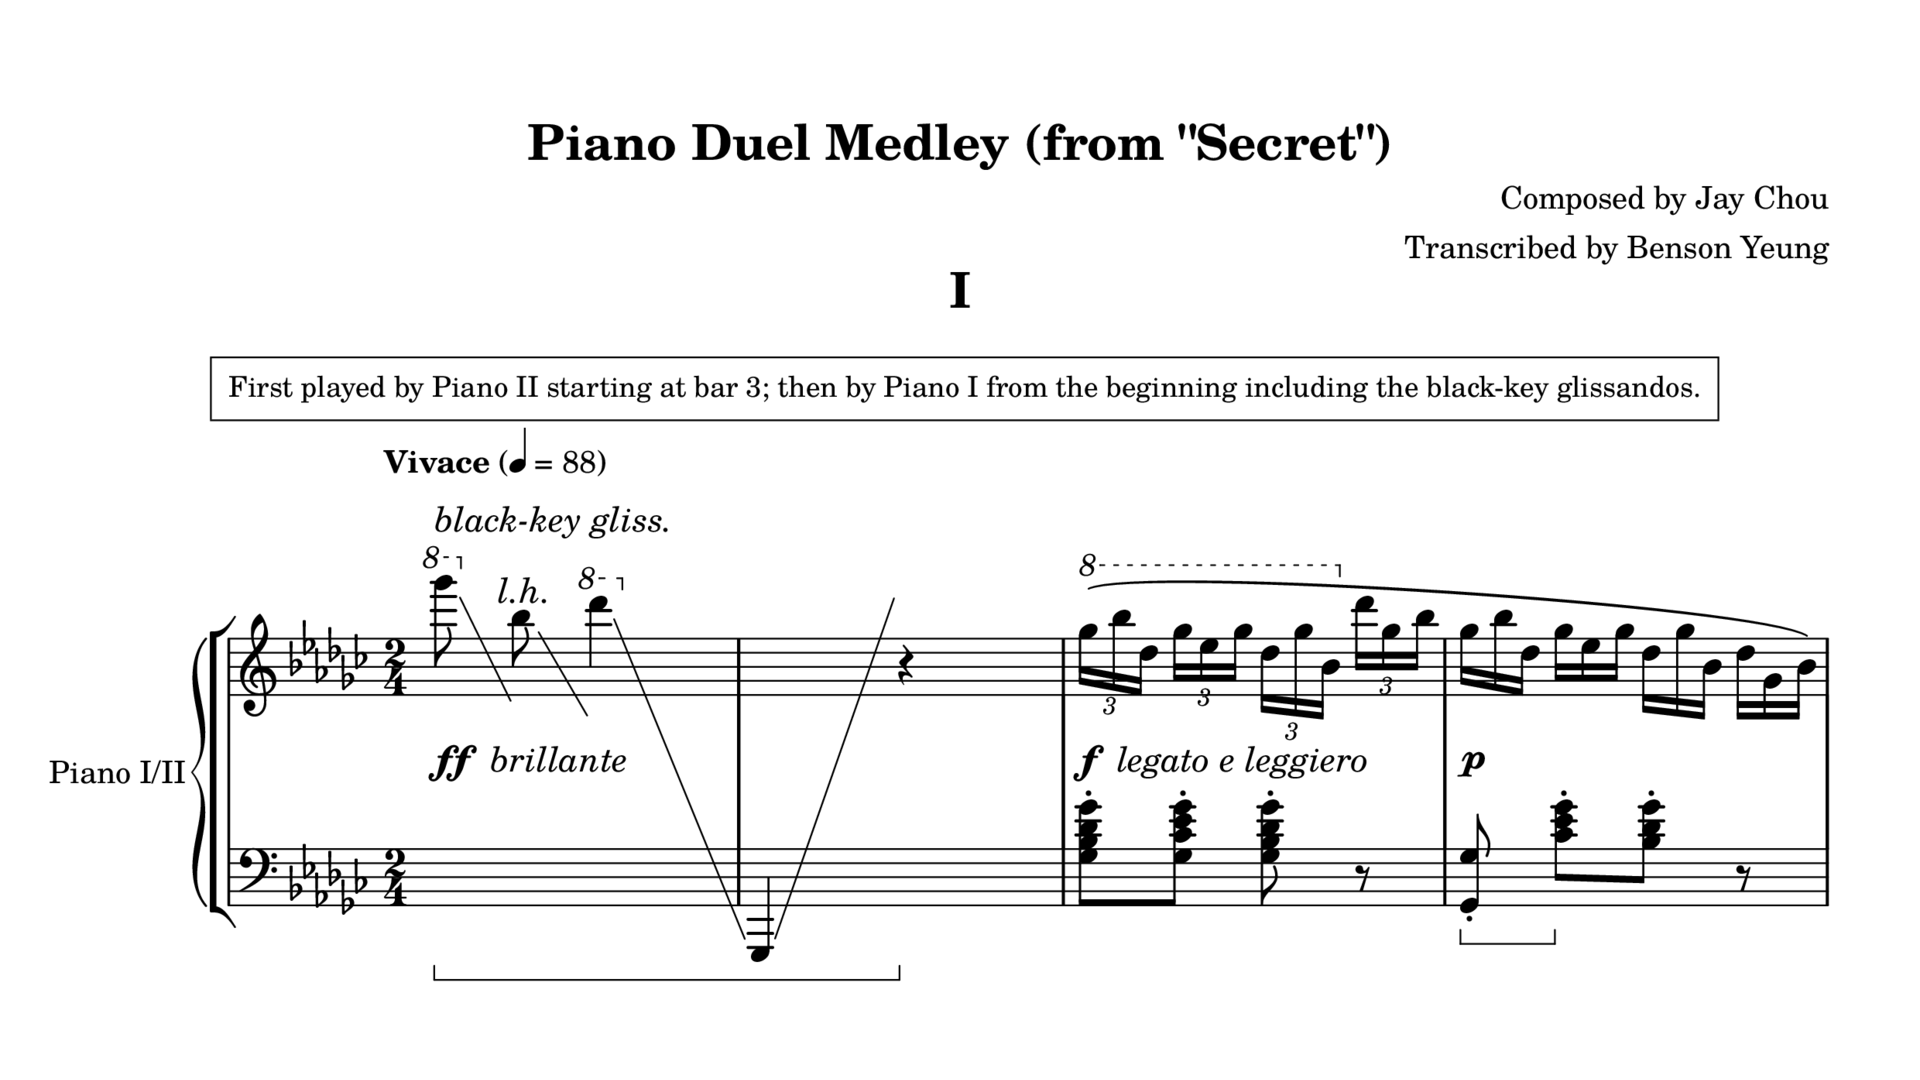 Piano Duel Medley (from "Secret")
Composed by Jay Chou
Transcribed by Benson Yeung
I
First played by Piano II starting at bar 3; then by Piano I from the beginning including the black-key glissandos.
Vivace (♩ = 88)
black-key gliss.
8 8 8
l.h.
2
4
3 3 3 3
ff brillante f legato e leggiero p
Piano I/II
2
4